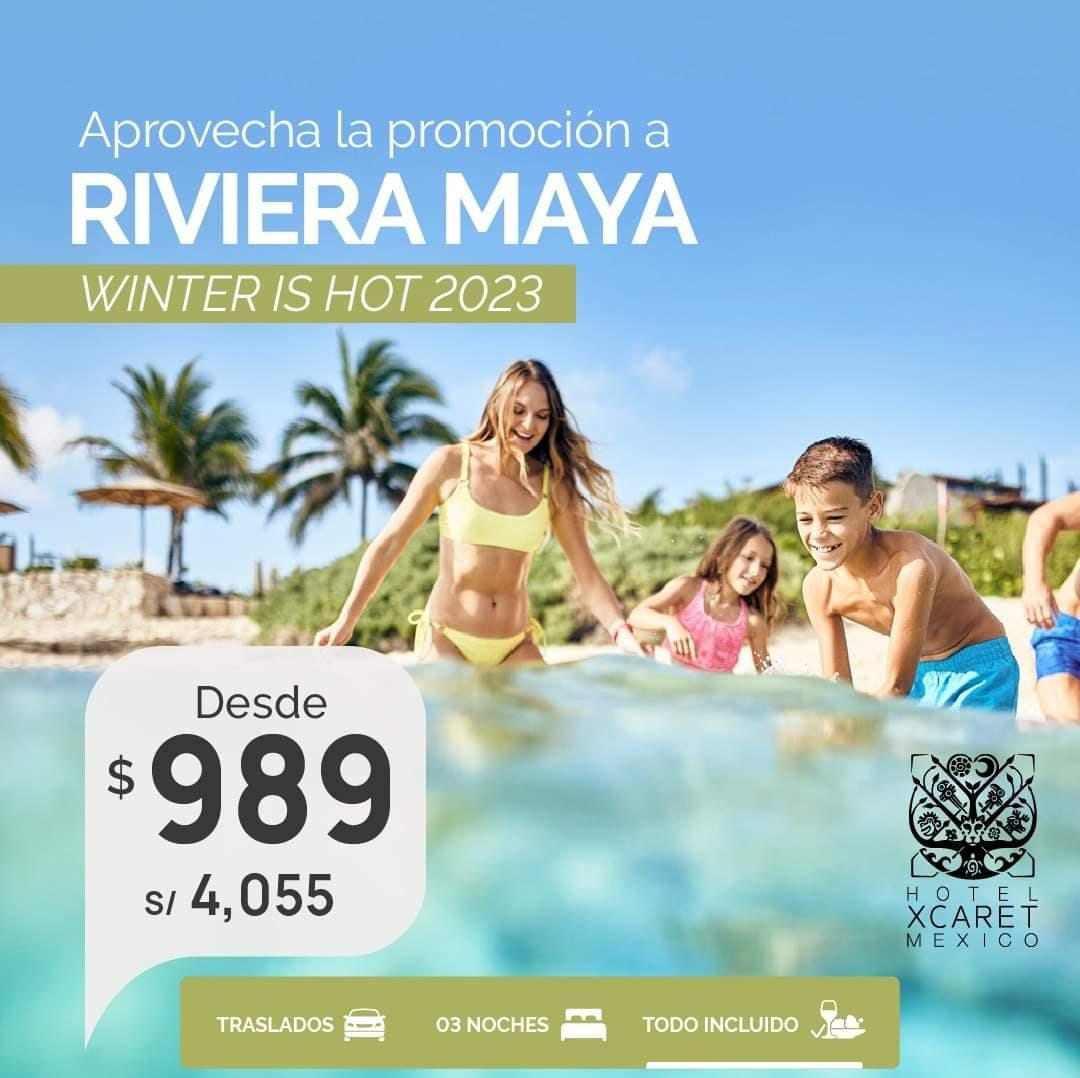 Aprovecha la promoción a
RIVIERA MAYA
WINTER IS HOT 2023
Desde
$ 989
s/ 4,055
HOTEL
XCARET
MEXICO
TRASLADOS 03 NOCHES TODO INCLUIDO